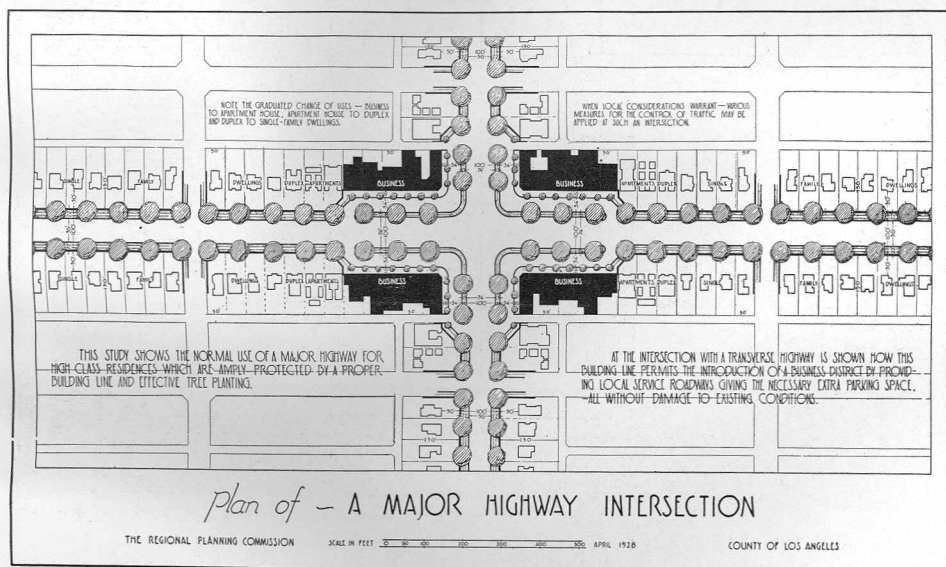 NOTE THE GRADUATED CHANGE OF USES — BUSINESS
TO APARTMENT HOUSE, APARTMENT HOUSE TO DUPLEX
AND DUPLEX TO SINGLE-FAMILY DWELLINGS.
WHEN LOCAL CONSIDERATIONS WARRANT — VARIOUS
MEASURES FOR THE CONTROL OF TRAFFIC MAY BE
APPLIED AT SUCH AN INTERSECTION.
SINGLE FAMILY DWELLINGS DUPLEX APARTMENTS BUSINESS BUSINESS APARTMENTS DUPLEX SINGLE FAMILY DWELLINGS
SINGLE FAMILY DWELLINGS DUPLEX APARTMENTS BUSINESS BUSINESS APARTMENTS DUPLEX SINGLE FAMILY DWELLINGS
THIS STUDY SHOWS THE NORMAL USE OF A MAJOR HIGHWAY FOR
HIGH CLASS RESIDENCES WHICH ARE AMPLY PROTECTED BY A PROPER
BUILDING LINE AND EFFECTIVE TREE PLANTING.
AT THE INTERSECTION WITH A TRANSVERSE HIGHWAY IS SHOWN HOW THIS
BUILDING LINE PERMITS THE INTRODUCTION OF A BUSINESS DISTRICT BY PROVID-
ING LOCAL SERVICE ROADWAYS GIVING THE NECESSARY EXTRA PARKING SPACE,
-ALL WITHOUT DAMAGE TO EXISTING CONDITIONS.
Plan of — A MAJOR HIGHWAY INTERSECTION
THE REGIONAL PLANNING COMMISSION SCALE IN FEET 0 50 100 200 300 400 500 APRIL 1928 COUNTY OF LOS ANGELES